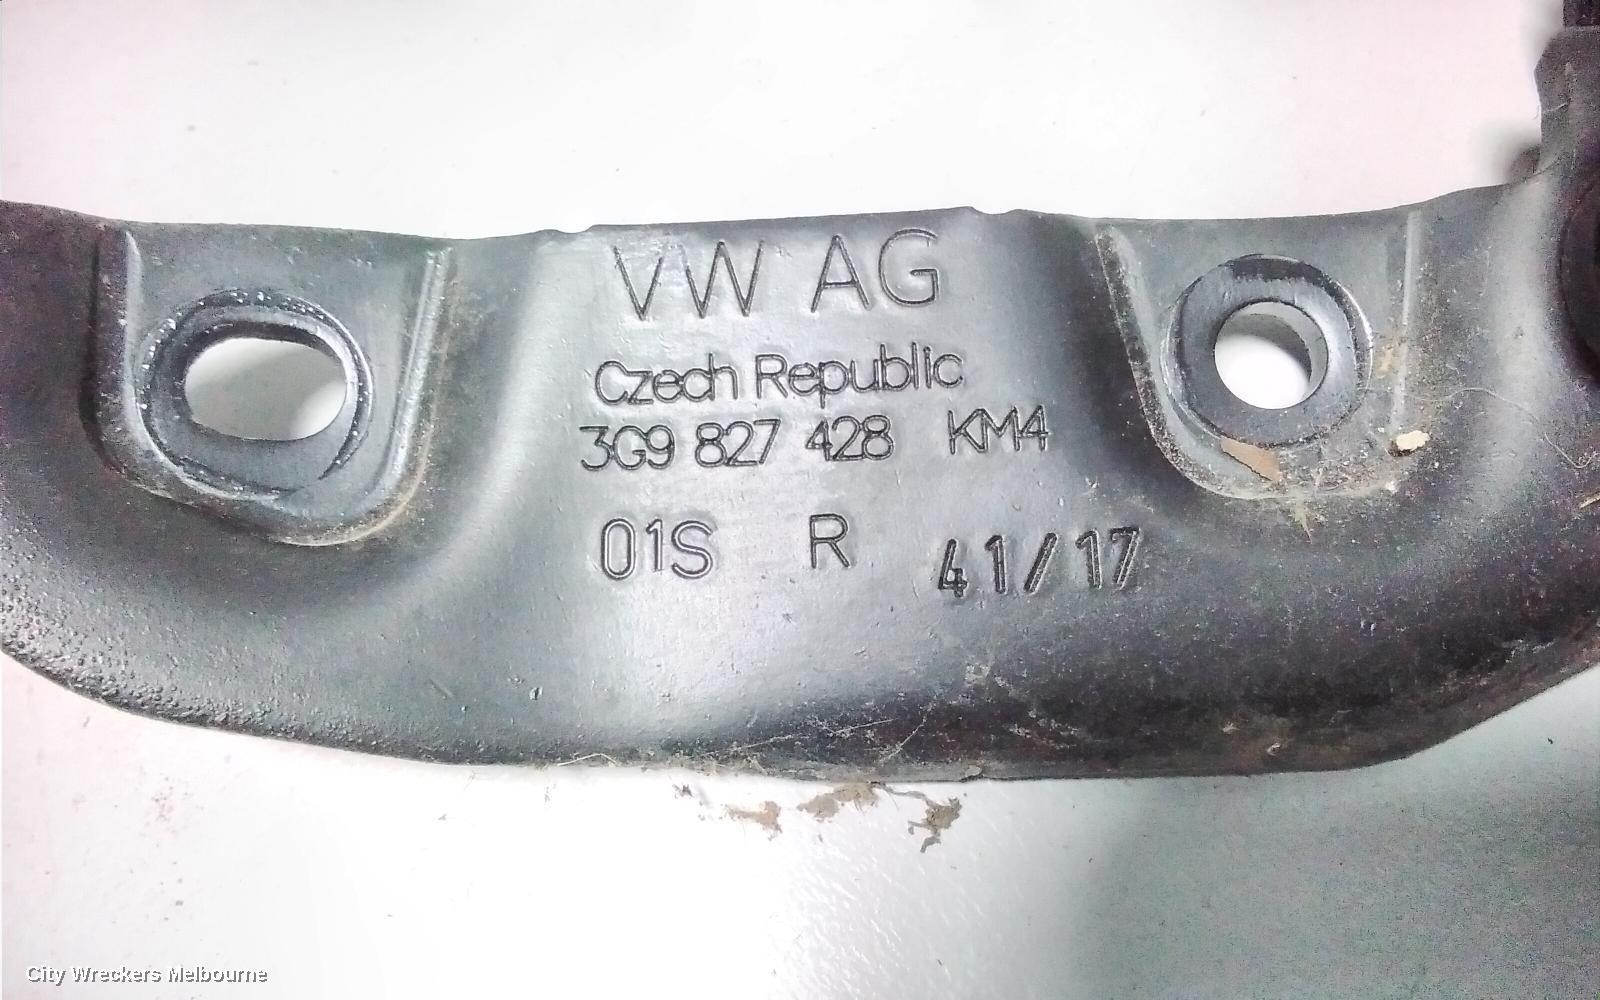 VW AG
Czech Republic
3G9 827 428 KM4
01S R 41/17
City Wreckers Melbourne